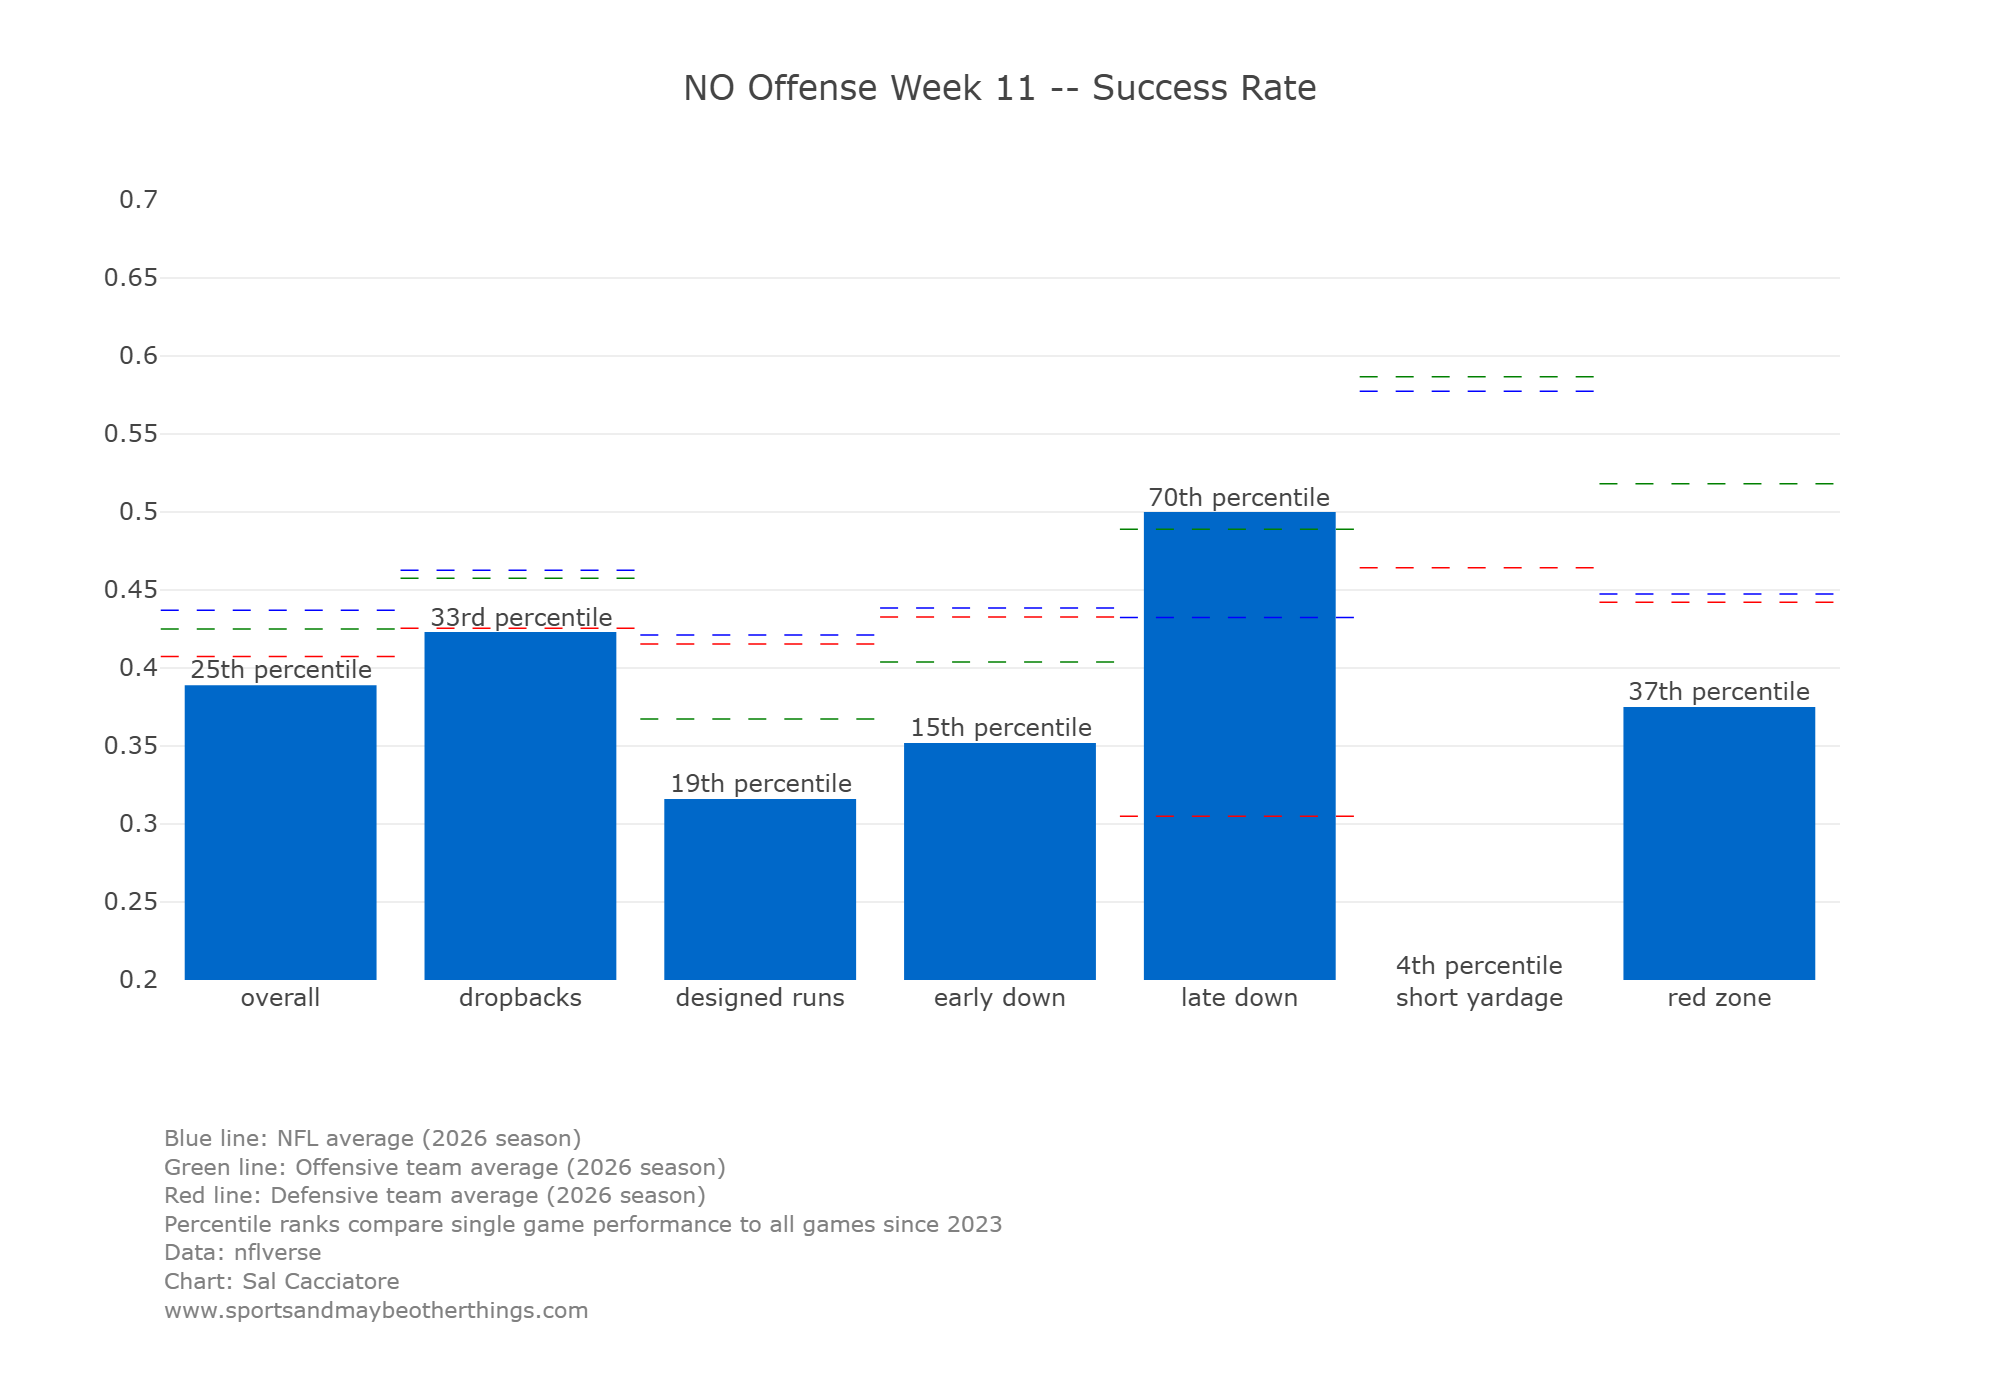 NO Offense Week 11 -- Success Rate
0.7
0.65
0.6
0.55
0.5
0.45
0.4
0.35
0.3
0.25
0.2
25th percentile
33rd percentile
19th percentile
15th percentile
70th percentile
4th percentile
37th percentile
overall
dropbacks
designed runs
early down
late down
short yardage
red zone
Blue line: NFL average (2026 season)
Green line: Offensive team average (2026 season)
Red line: Defensive team average (2026 season)
Percentile ranks compare single game performance to all games since 2023
Data: nflverse
Chart: Sal Cacciatore
www.sportsandmaybeotherthings.com